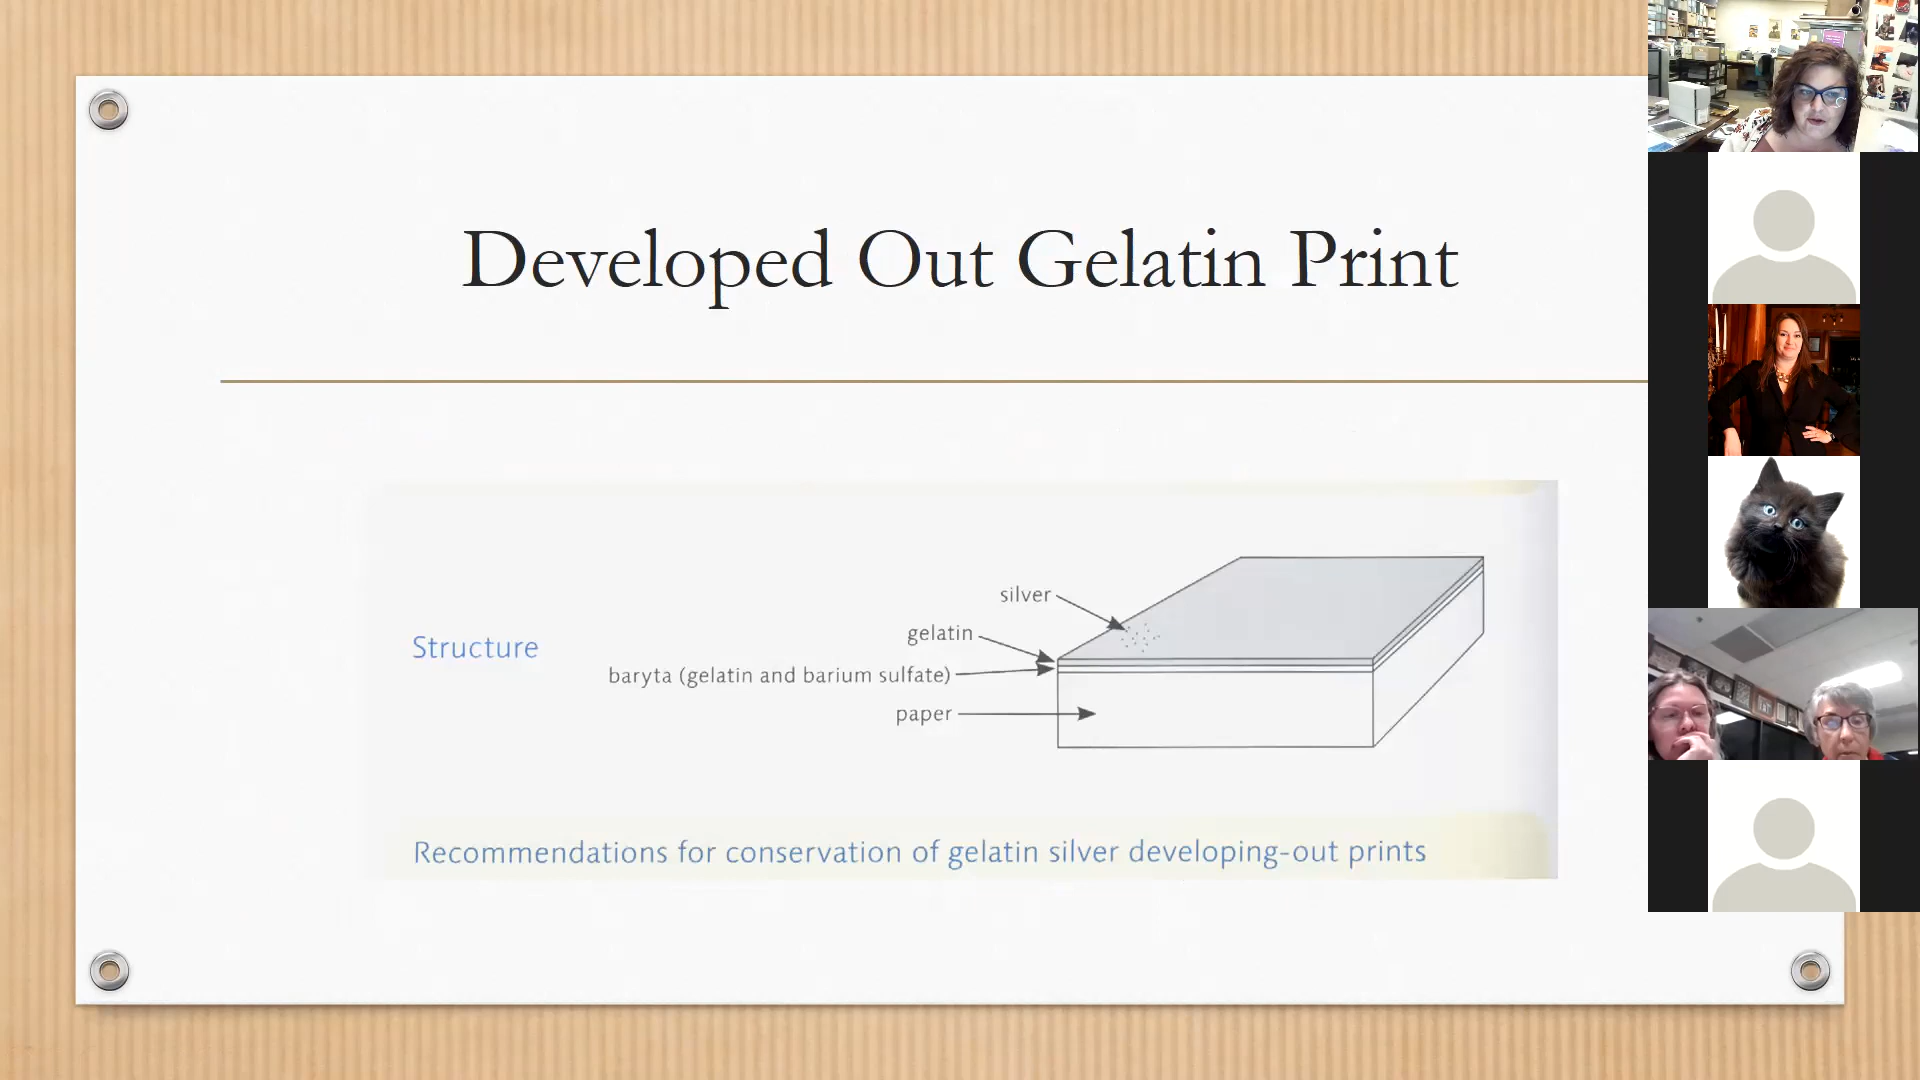 Developed Out Gelatin Print
silver
gelatin
Structure
baryta (gelatin and barium sulfate)
paper
Recommendations for conservation of gelatin silver developing-out prints